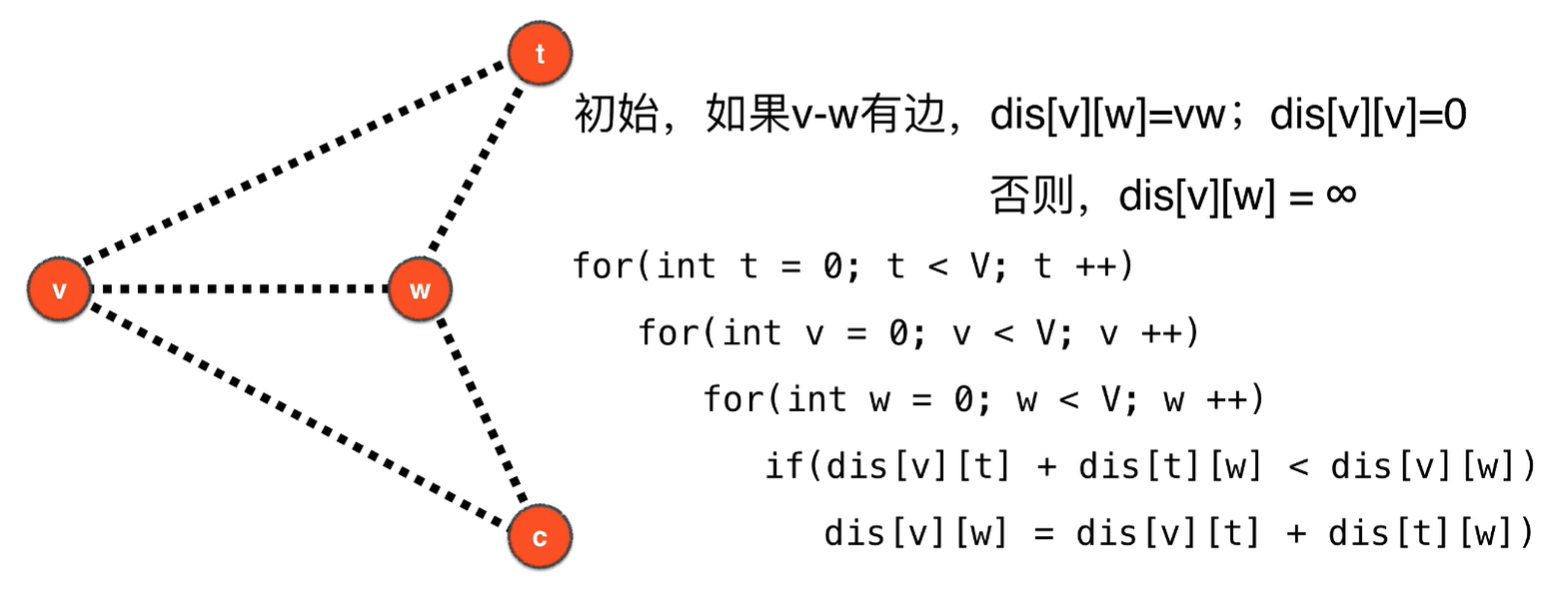 t
初始，如果v-w有边，dis[v][w]=vw；dis[v][v]=0
否则，dis[v][w] = ∞
for(int t = 0; t < V; t ++)
v
w
for(int v = 0; v < V; v ++)
for(int w = 0; w < V; w ++)
if(dis[v][t] + dis[t][w] < dis[v][w])
dis[v][w] = dis[v][t] + dis[t][w])
c